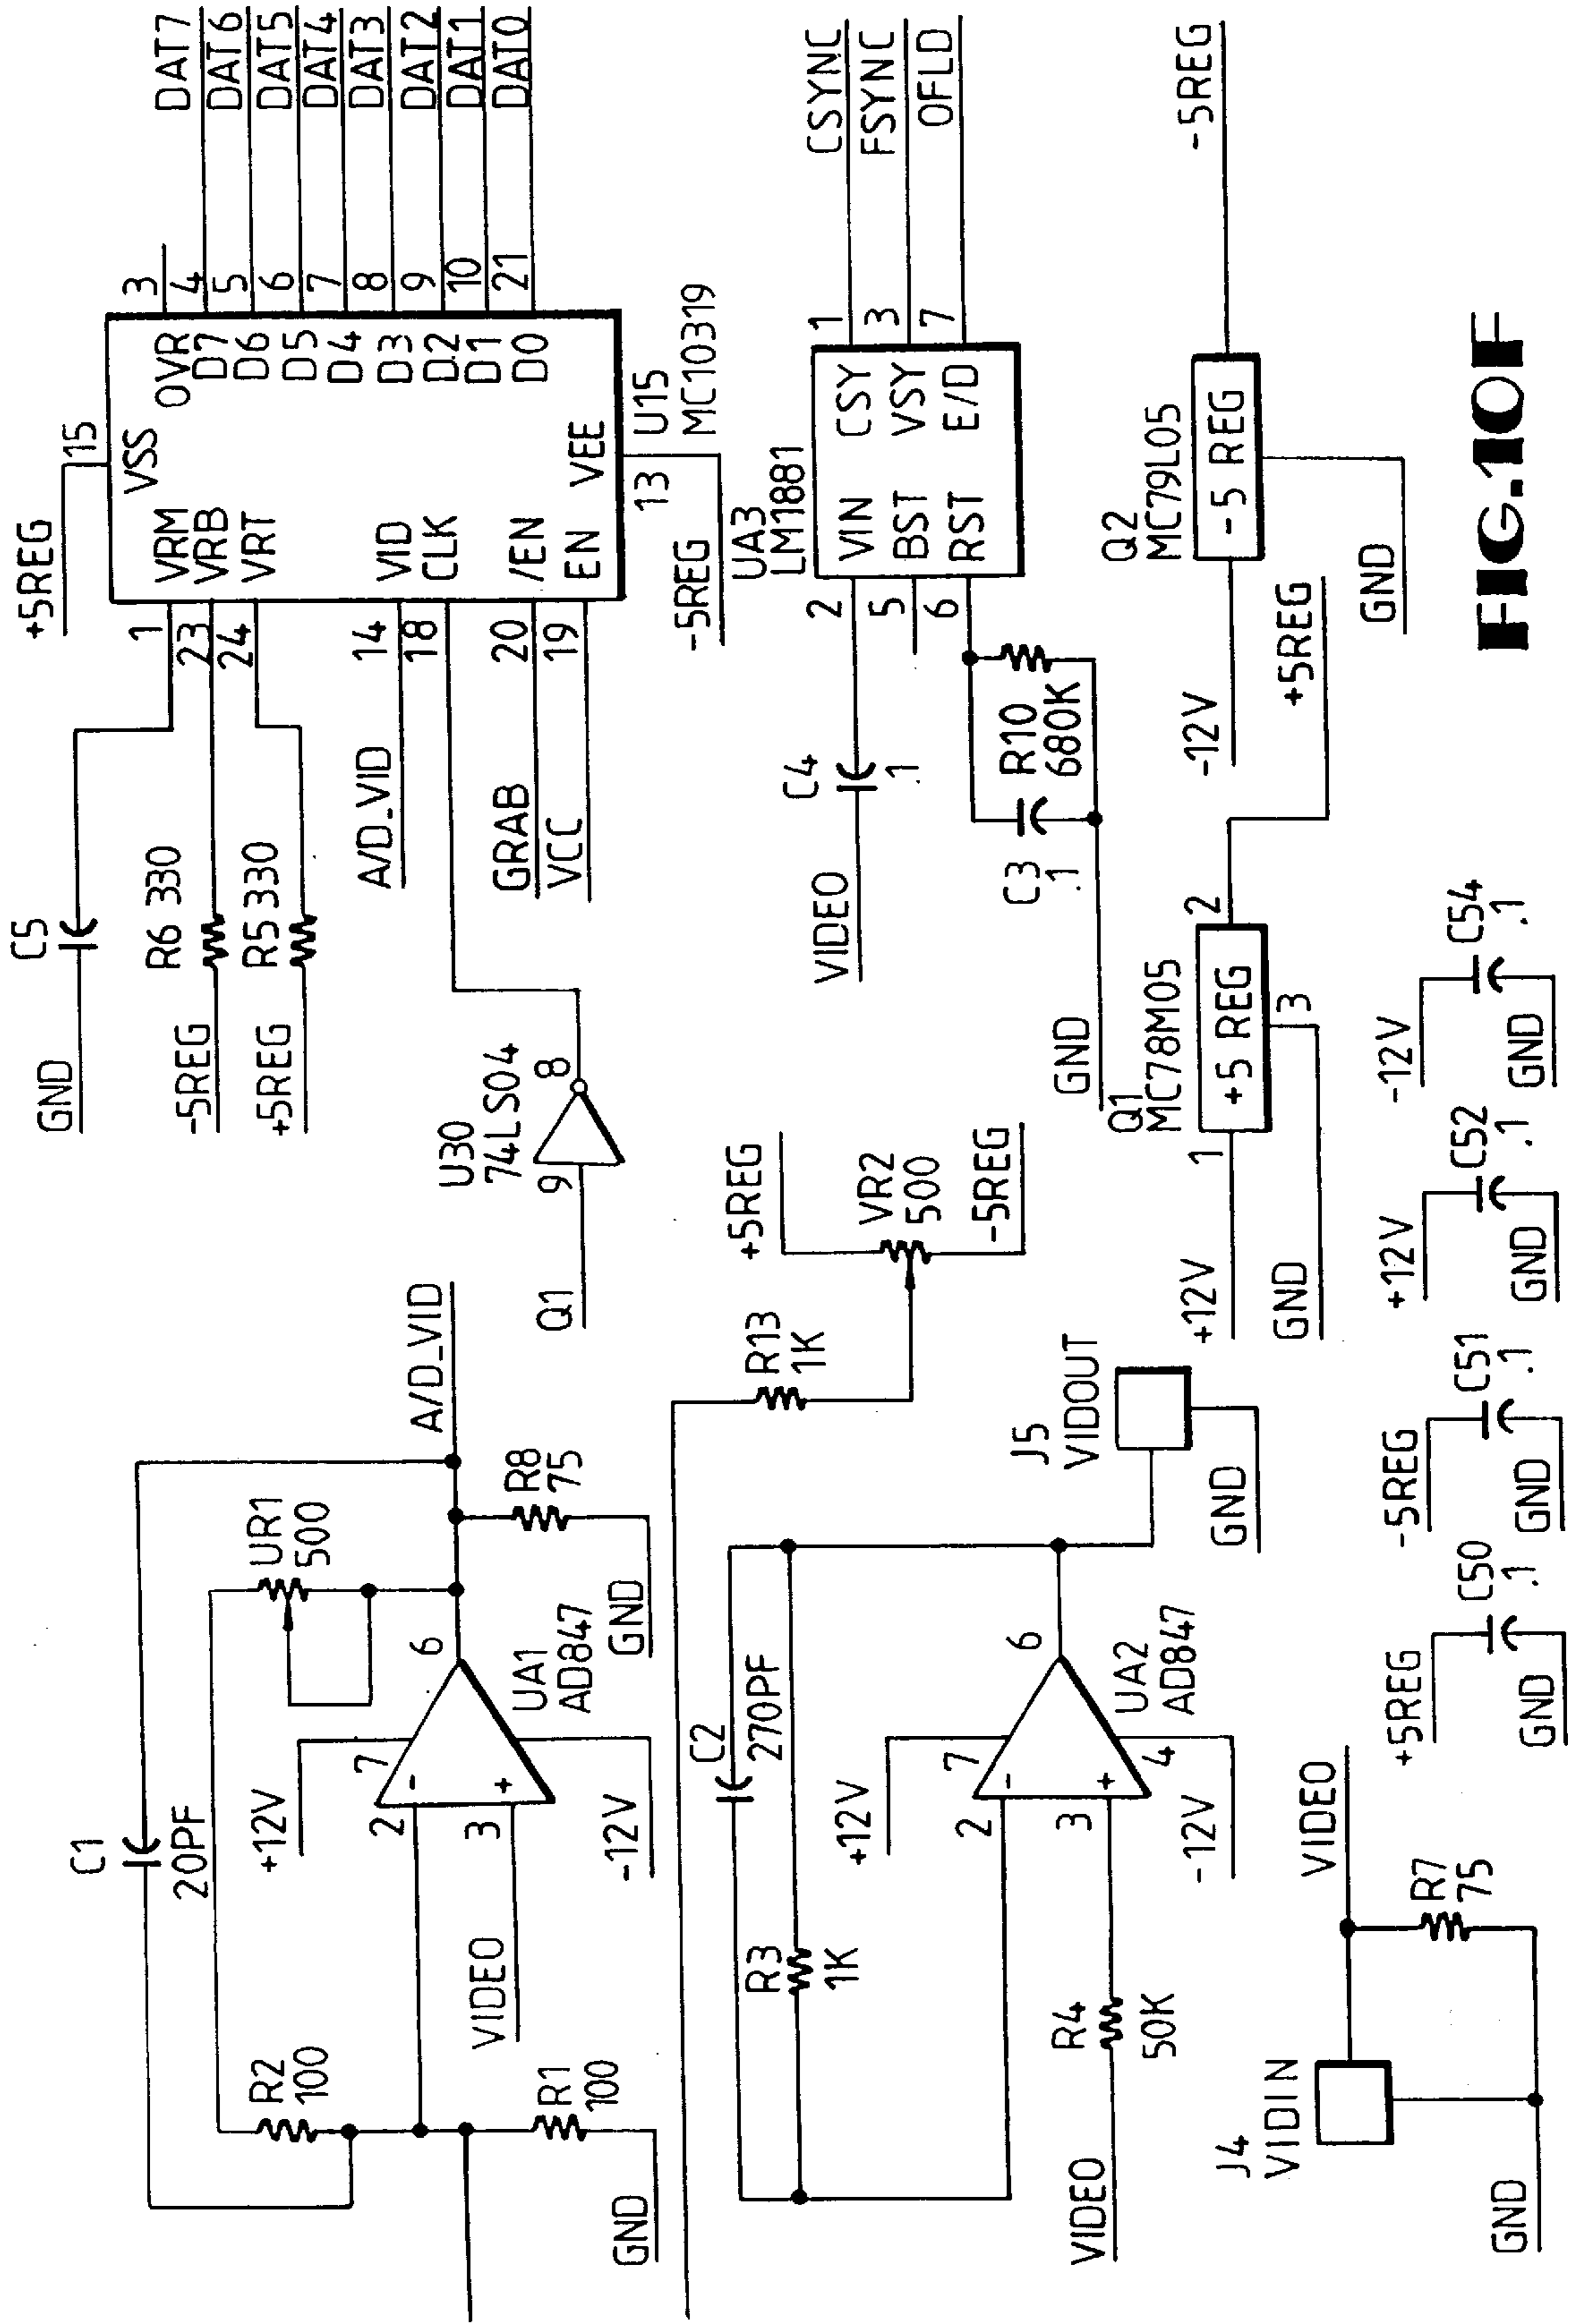 C1
20PF
UR1
500
A/D_VID
R2
100
+12V
7
2
-
6
3
+
UA1
AD847
R8
75
VIDEO
-12V
GND
R1
100
GND
C5
GND
R6 330
-5REG
R5 330
+5REG
U30
74LS04
9
8
Q1
+5REG
15
VSS
1
VRM
23
VRB
24
VRT
A/D_VID
14
VID
18
CLK
GRAB
20
/EN
VCC
19
EN
VEE
13
-5REG
U15
MC10319
OVR
3
D7
4
DAT7
D6
5
DAT6
D5
6
DAT5
D4
7
DAT4
D3
8
DAT3
D2
9
DAT2
D1
10
DAT1
D0
21
DAT0
C2
270PF
R3
1K
+12V
7
2
-
6
3
+
4
UA2
AD847
-12V
R4
50K
VIDEO
J5
VIDOUT
GND
R13
1K
+5REG
VR2
500
-5REG
UA3
LM1881
C4
.1
VIDEO
2
VIN
5
BST
6
RST
CSY
1
CSYNC
VSY
3
FSYNC
E/D
7
OFLD
R10
680K
C3
.1
GND
Q1
MC78M05
+12V
1
+5 REG
2
3
GND
+5REG
Q2
MC79L05
-12V
-5 REG
-5REG
GND
J4
VIDIN
VIDEO
R7
75
GND
+5REG
C50
.1
GND
-5REG
C51
.1
GND
+12V
C52
.1
GND
-12V
C54
.1
GND
FIG.10F